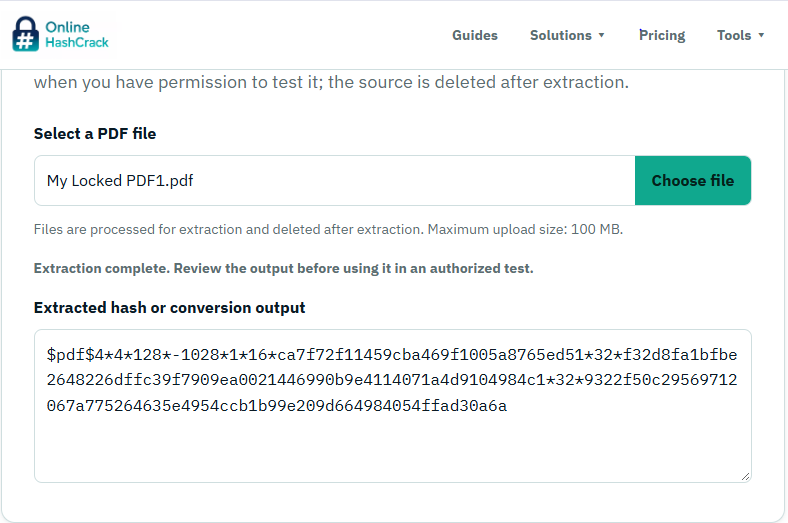 Online
HashCrack
Guides
Solutions
Pricing
Tools
when you have permission to test it; the source is deleted after extraction.
Select a PDF file
My Locked PDF1.pdf
Choose file
Files are processed for extraction and deleted after extraction. Maximum upload size: 100 MB.
Extraction complete. Review the output before using it in an authorized test.
Extracted hash or conversion output
$pdf$4*4*128*-1028*1*16*ca7f72f11459cba469f1005a8765ed51*32*f32d8fa1bfbe
2648226dffc39f7909ea0021446990b9e4114071a4d9104984c1*32*9322f50c29569712
067a775264635e4954ccb1b99e209d664984054ffad30a6a